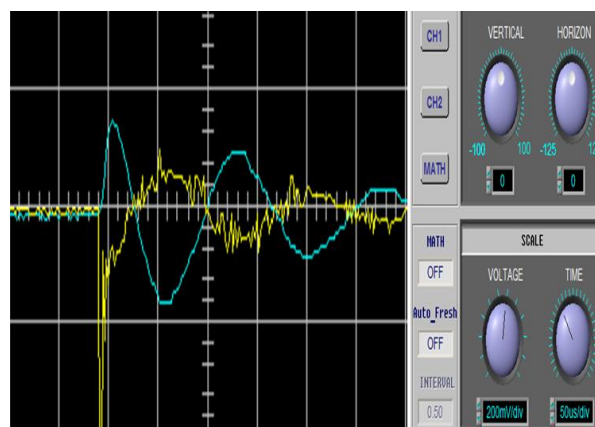 CH1
CH2
MATH
VERTICAL
HORIZON
-100
100
-125
0
0
MATH
OFF
Auto_Fresh
OFF
INTERVAL
0.50
SCALE
VOLTAGE
TIME
200mV/div
50us/div